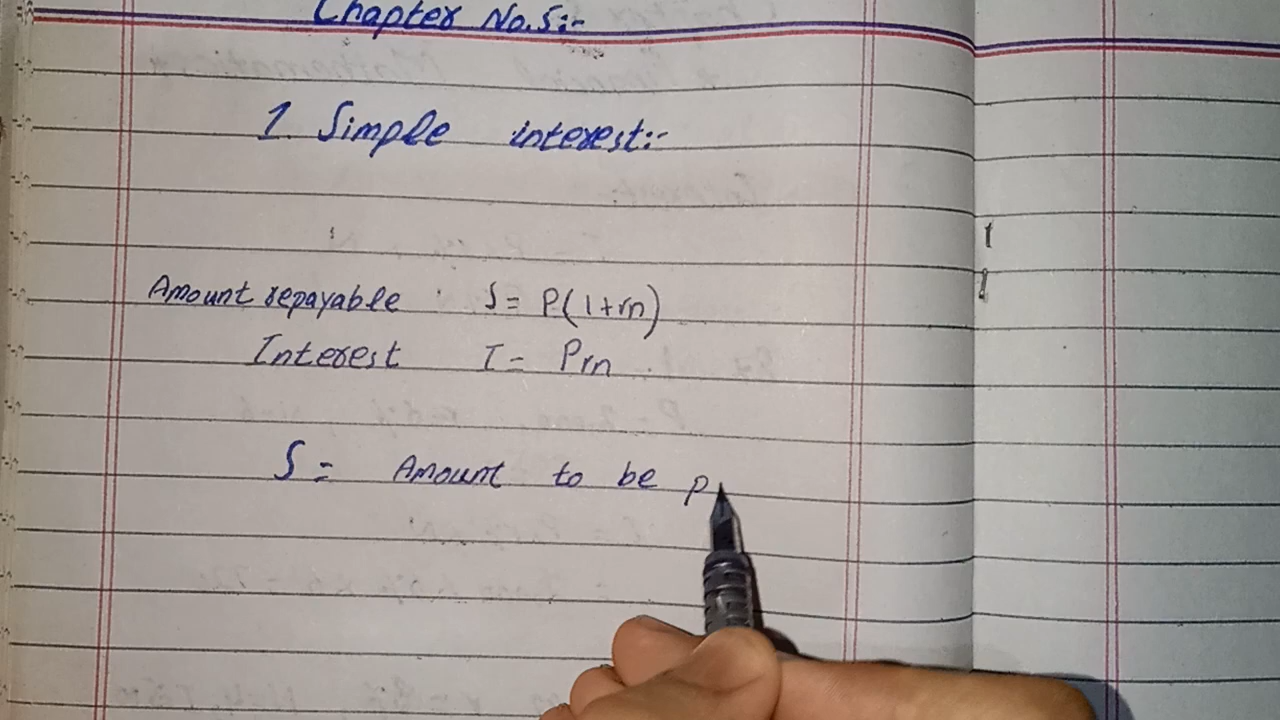 Chapter No.5:-
1. Simple interest:-
Amount repayable S= P(1+rn)
Interest I= Prn
S= Amount to be p